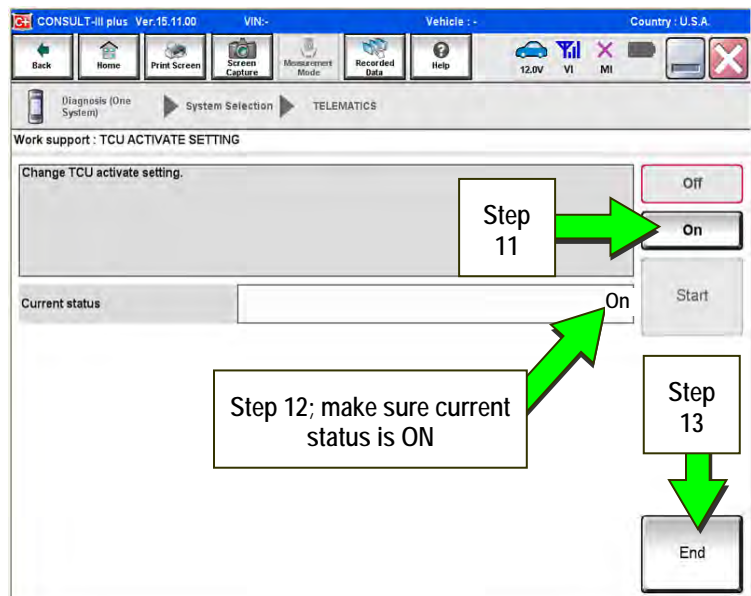 CONSULT-III plus Ver.15.11.00 VIN:- Vehicle : - Country : U.S.A.
Back
Home
Print Screen
Screen Capture
Measurement Mode
Recorded Data
Help
12.0V
VI
MI
Diagnosis (One System)
System Selection
TELEMATICS
Work support : TCU ACTIVATE SETTING
Change TCU activate setting.
Off
Step
11
On
Current status
On
Start
Step 12; make sure current
status is ON
Step
13
End